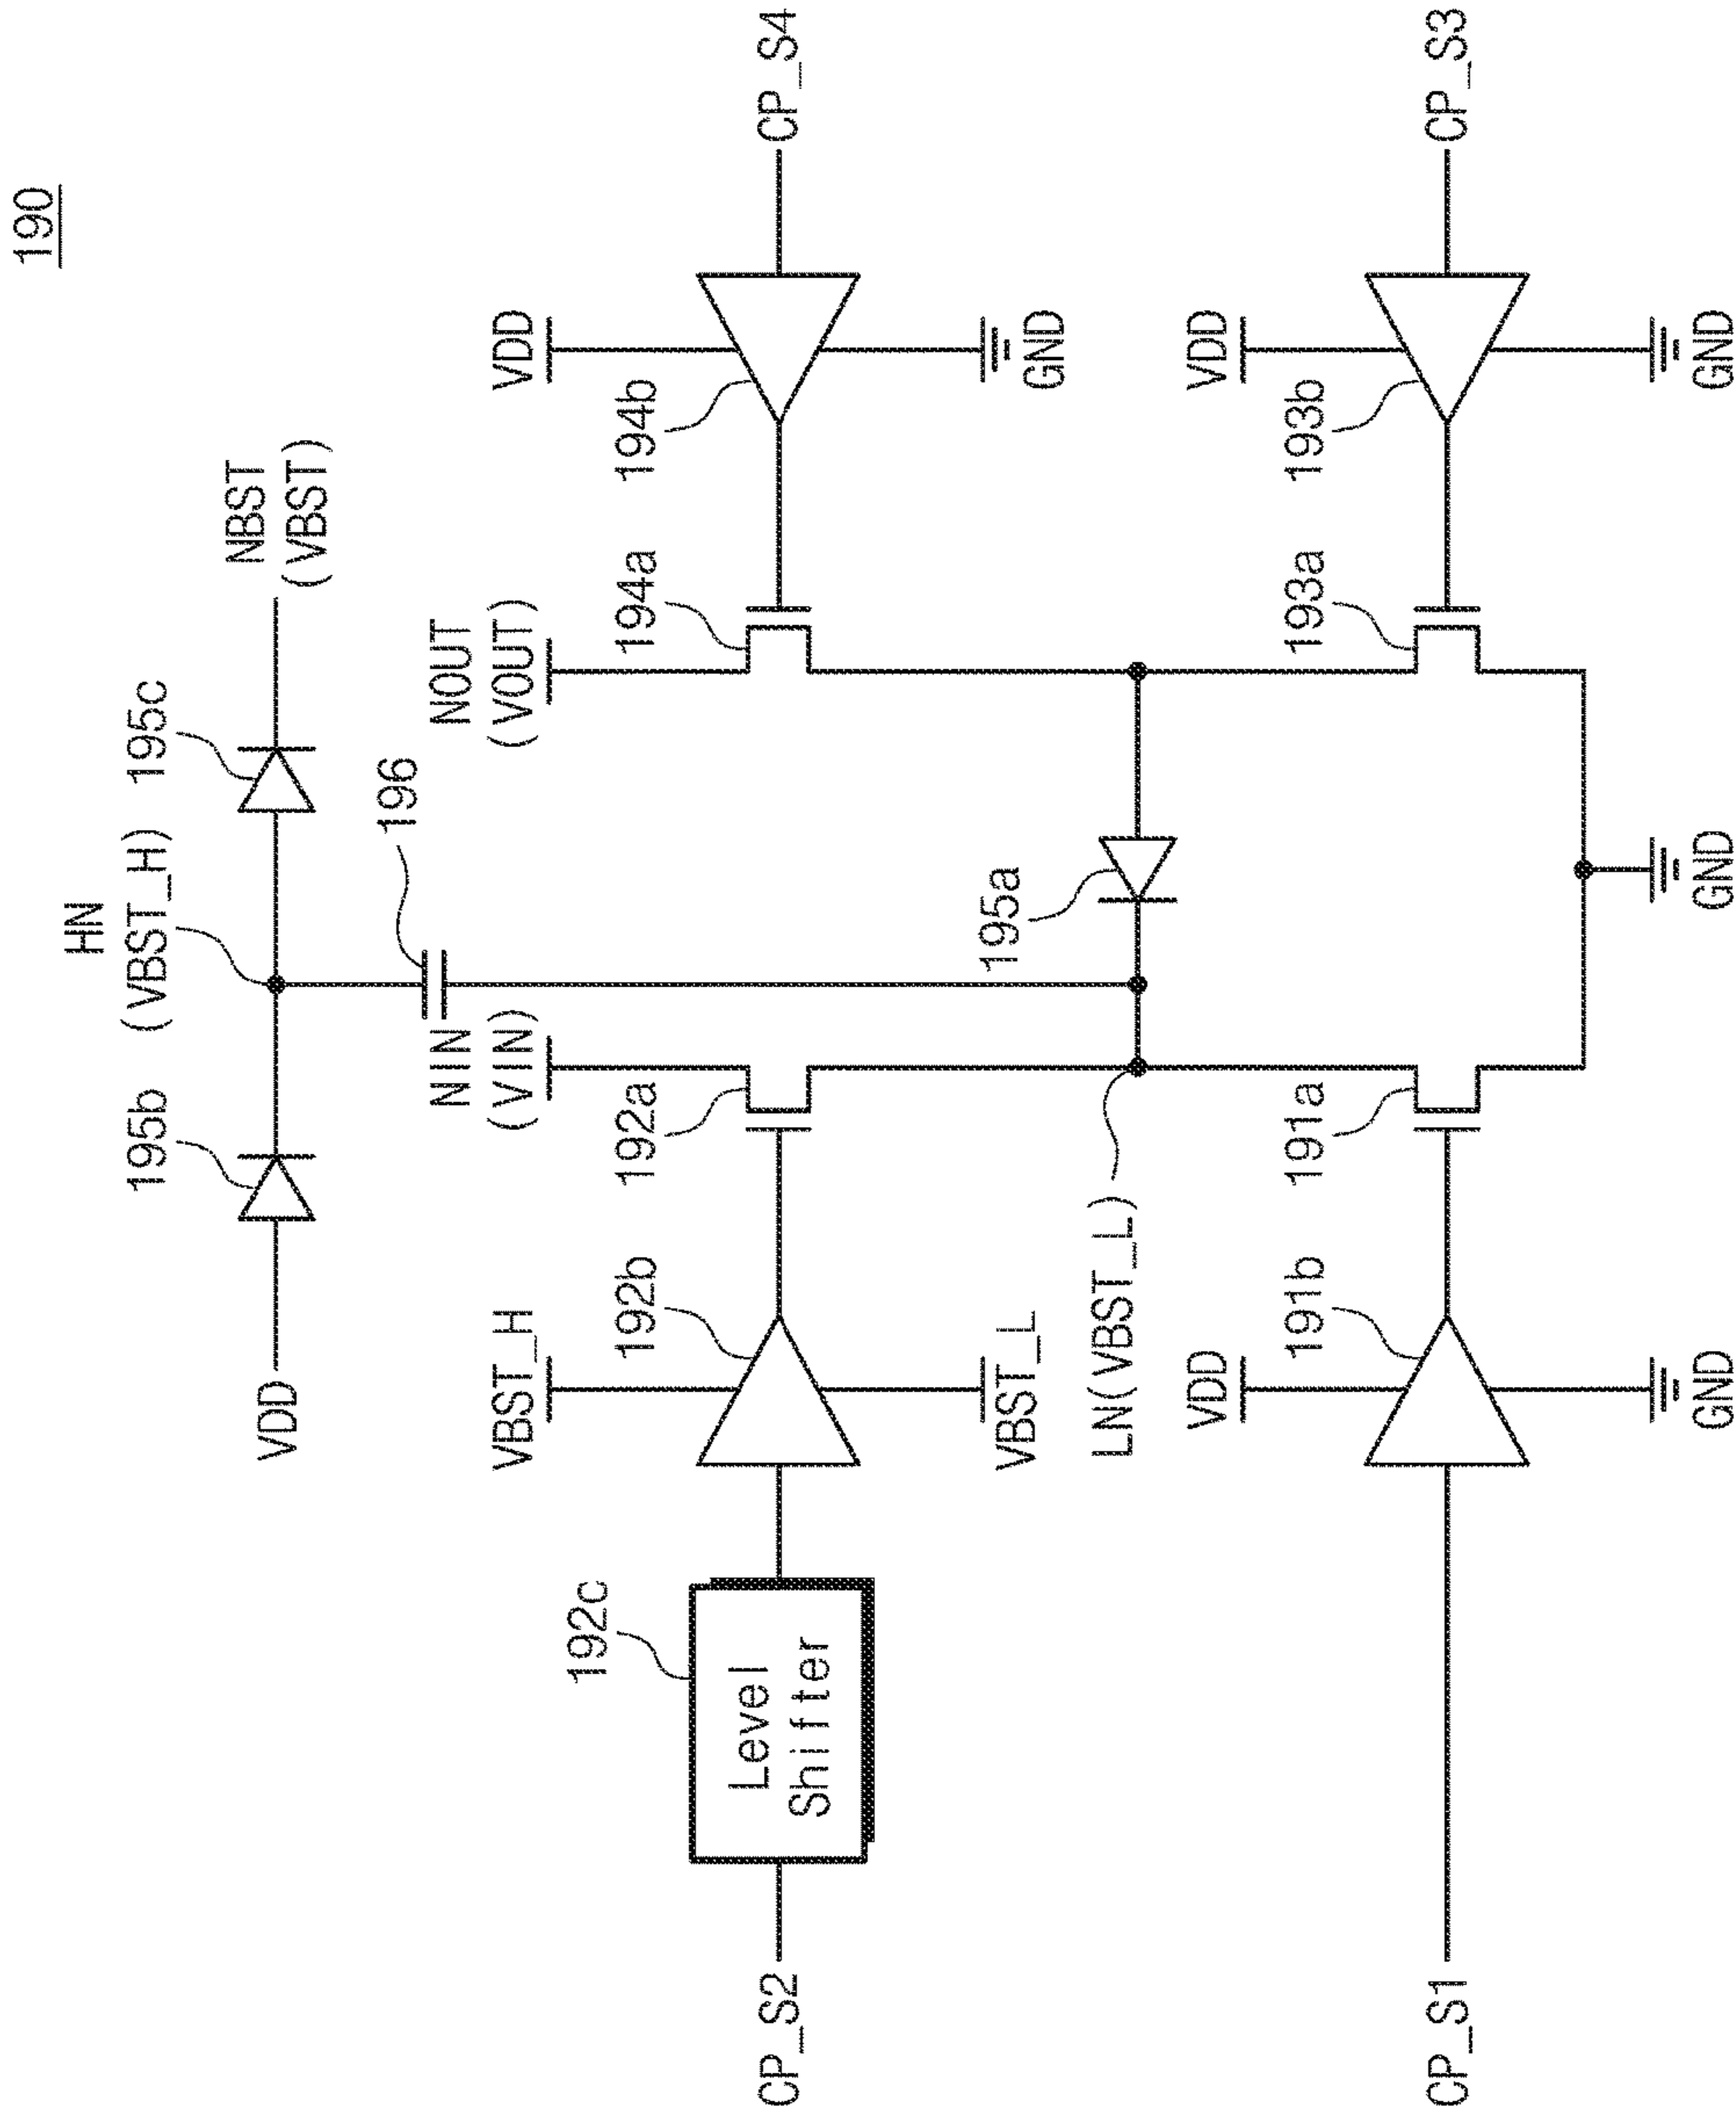 190
HN
(VBST_H)
195b
195c
VDD
NBST
(VBST)
196
VBST_H
NIN
(VIN)
NOUT
(VOUT)
VDD
192c
192b
192a
194a
194b
CP_S2
Level
Shifter
CP_S4
VBST_L
195a
GND
LN(VBST_L)
VDD
VDD
191b
191a
193a
193b
CP_S1
CP_S3
GND
GND
GND